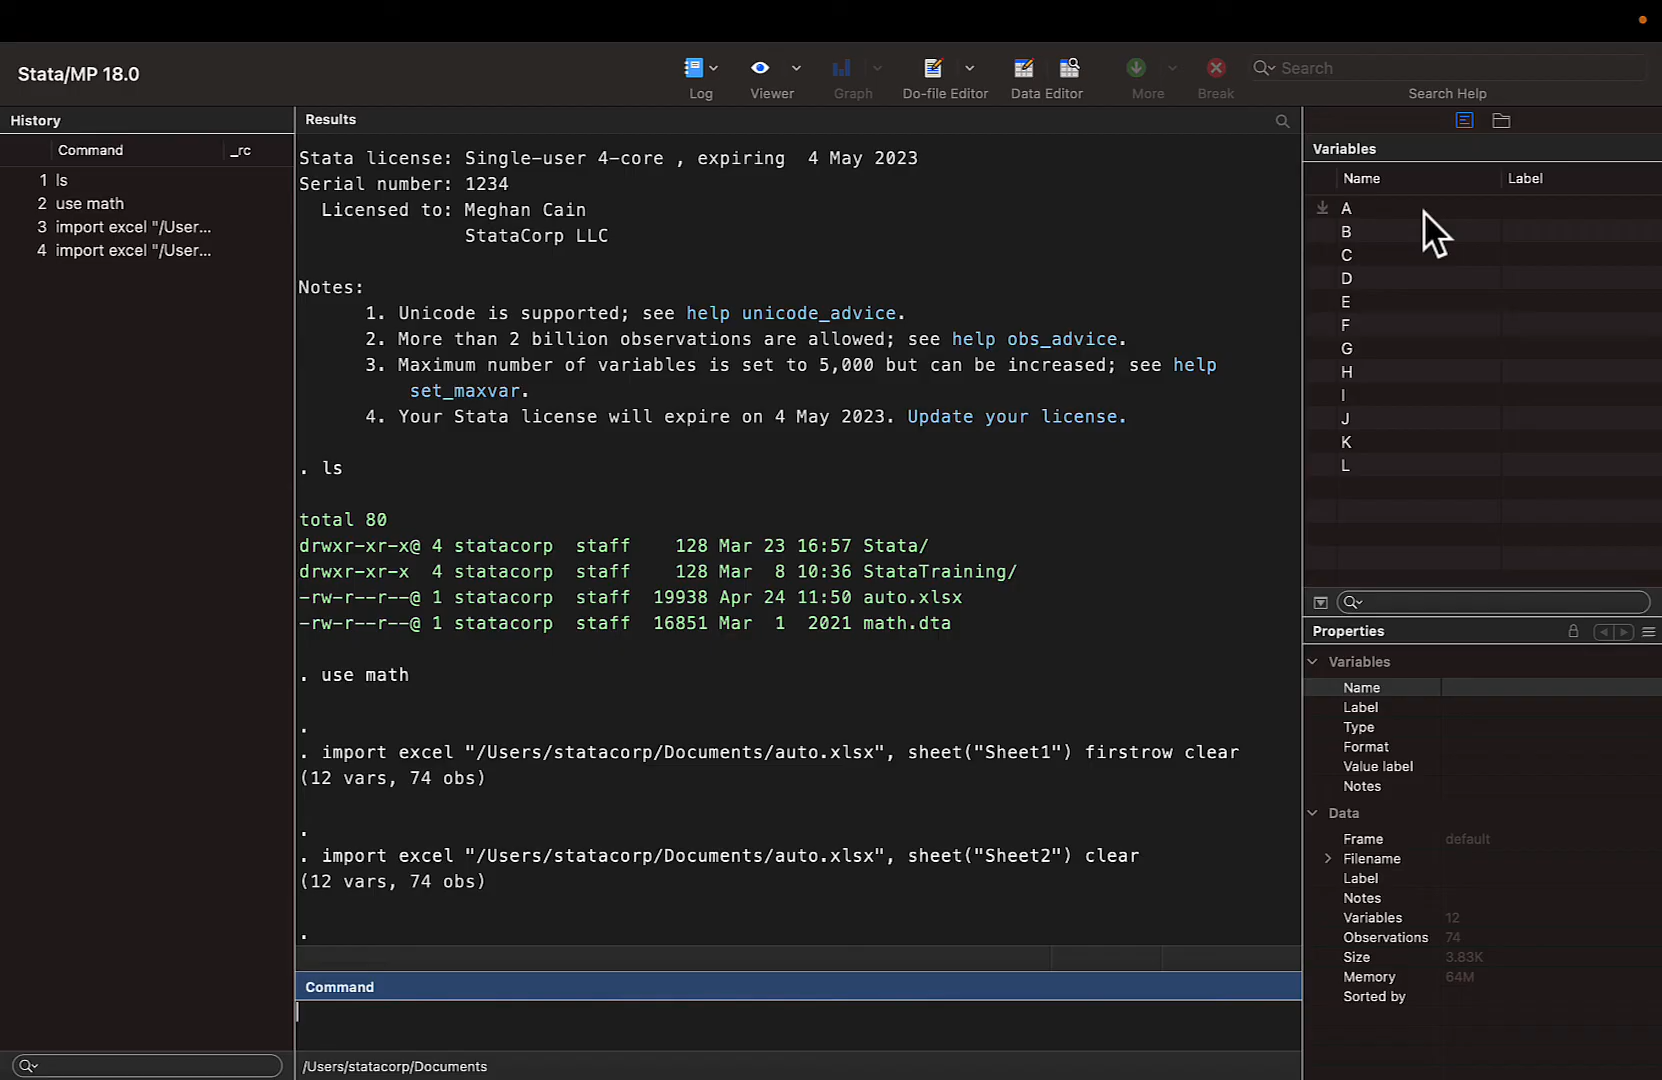 Stata/MP 18.0
Log
Viewer
Graph
Do-file Editor
Data Editor
More
Break
Search
Search Help
History
Command _rc
1 ls
2 use math
3 import excel "/User...
4 import excel "/User...
Results
Stata license: Single-user 4-core , expiring 4 May 2023
Serial number: 1234
Licensed to: Meghan Cain
StataCorp LLC
Notes:
1. Unicode is supported; see help unicode_advice.
2. More than 2 billion observations are allowed; see help obs_advice.
3. Maximum number of variables is set to 5,000 but can be increased; see help
set_maxvar.
4. Your Stata license will expire on 4 May 2023. Update your license.
. ls
total 80
drwxr-xr-x@ 4 statacorp staff 128 Mar 23 16:57 Stata/
drwxr-xr-x 4 statacorp staff 128 Mar 8 10:36 StataTraining/
-rw-r--r--@ 1 statacorp staff 19938 Apr 24 11:50 auto.xlsx
-rw-r--r--@ 1 statacorp staff 16851 Mar 1 2021 math.dta
. use math
.
. import excel "/Users/statacorp/Documents/auto.xlsx", sheet("Sheet1") firstrow clear
(12 vars, 74 obs)
.
. import excel "/Users/statacorp/Documents/auto.xlsx", sheet("Sheet2") clear
(12 vars, 74 obs)
.
Command
/Users/statacorp/Documents
Variables
Name Label
A
B
C
D
E
F
G
H
I
J
K
L
Properties
Variables
Name
Label
Type
Format
Value label
Notes
Data
Frame default
Filename
Label
Notes
Variables 12
Observations 74
Size 3.83K
Memory 64M
Sorted by